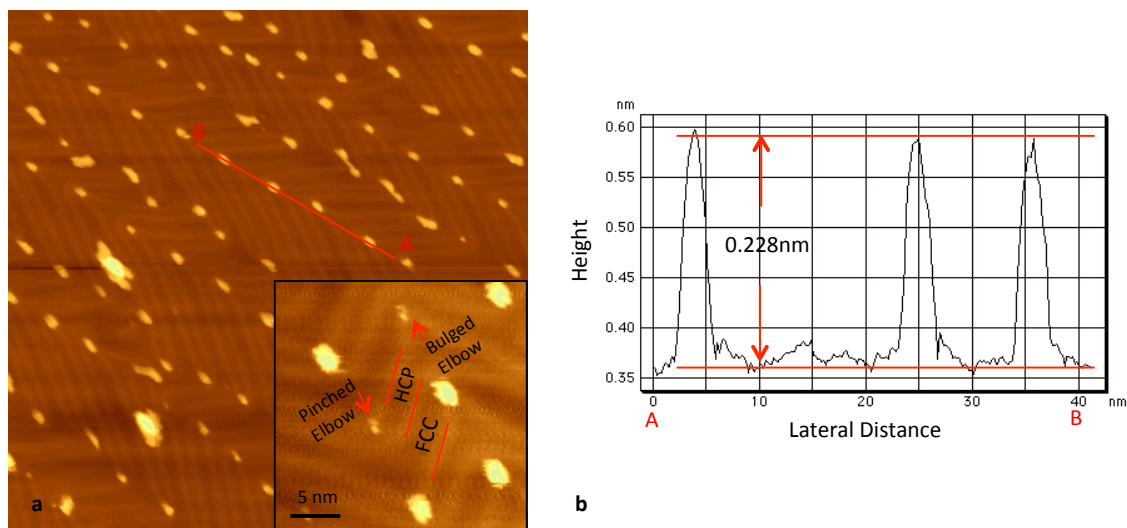 B
A
Bulged
Elbow
HCP
Pinched
Elbow
FCC
5 nm
a
nm
0.60
0.55
0.50
0.45
0.40
0.35
0.228nm
Height
0 10 20 30 40 nm
A B
Lateral Distance
b